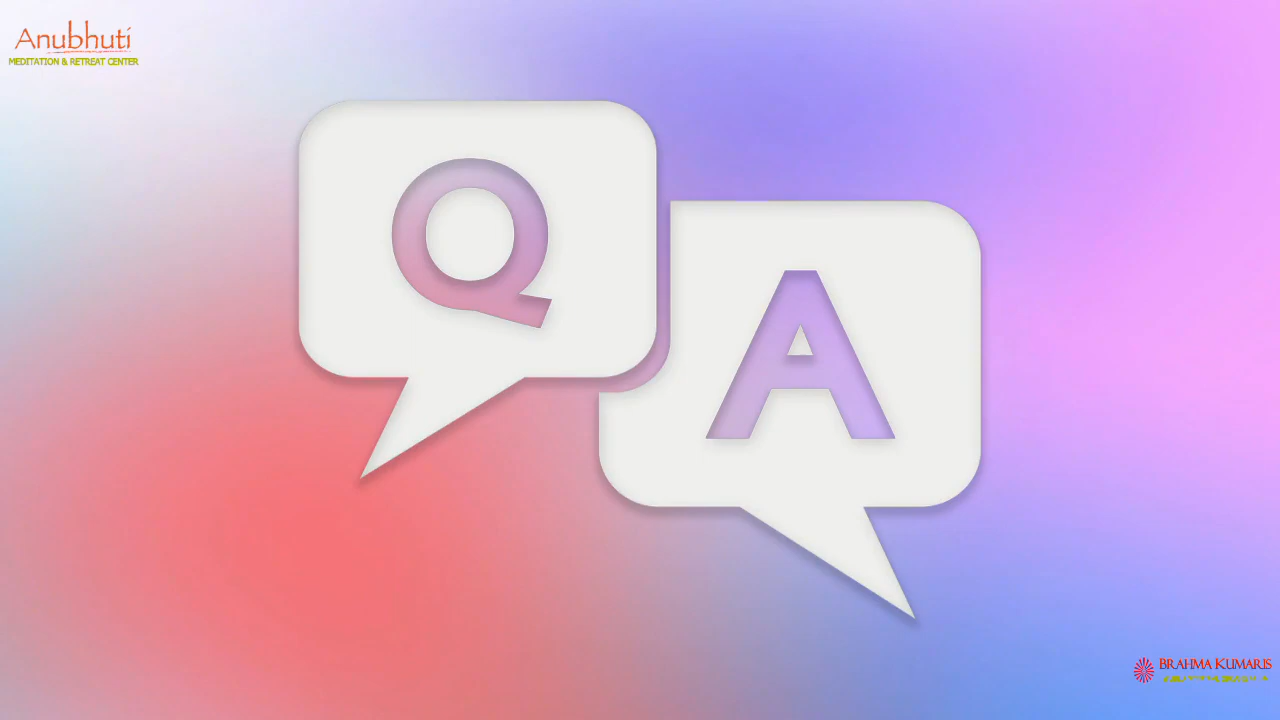 Anubhuti
MEDITATION & RETREAT CENTER
Q
A
BRAHMA KUMARIS